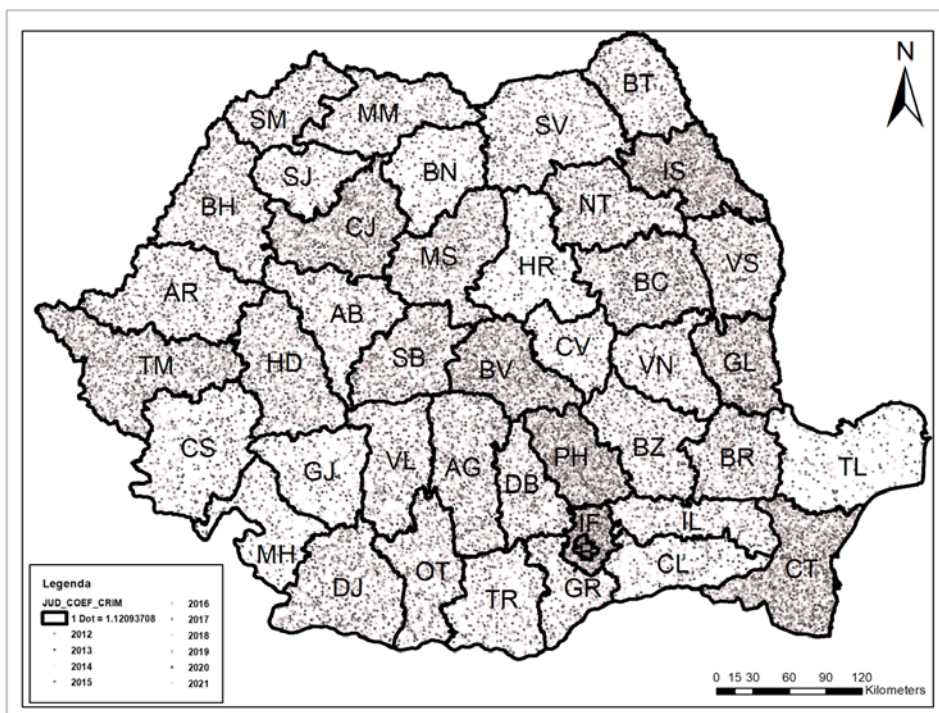 N
BT
SM
MM
SV
IS
SJ
BN
BH
NT
CJ
MS
HR
VS
BC
AR
AB
CV
TM
HD
SB
BV
VN
GL
CS
GJ
VL
AG
DB
PH
BZ
BR
TL
IF
IL
B
MH
DJ
OT
TR
GR
CL
CT
Legenda
JUD_COEF_CRIM
1 Dot = 1.12093708
2012
2013
2014
2015
2016
2017
2018
2019
2020
2021
0 15 30 60 90 120
Kilometers